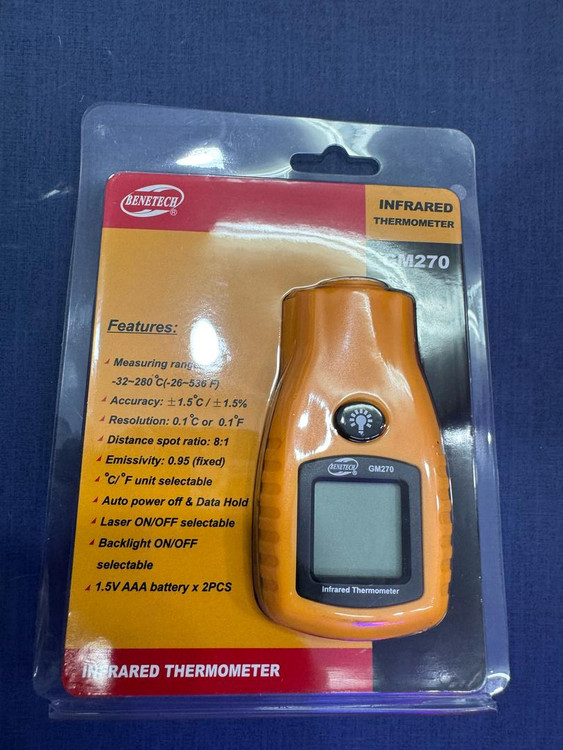 BENETECH
®
INFRARED
THERMOMETER
GM270
Features:
Measuring rang
-32~280°C(-26~536 F)
Accuracy: ±1.5°C / ±1.5%
Resolution: 0.1°C or 0.1°F
Distance spot ratio: 8:1
Emissivity: 0.95 (fixed)
°C/°F unit selectable
Auto power off & Data Hold
Laser ON/OFF selectable
Backlight ON/OFF
selectable
1.5V AAA battery x 2PCS
BENETECH GM270
Infrared Thermometer
INFRARED THERMOMETER